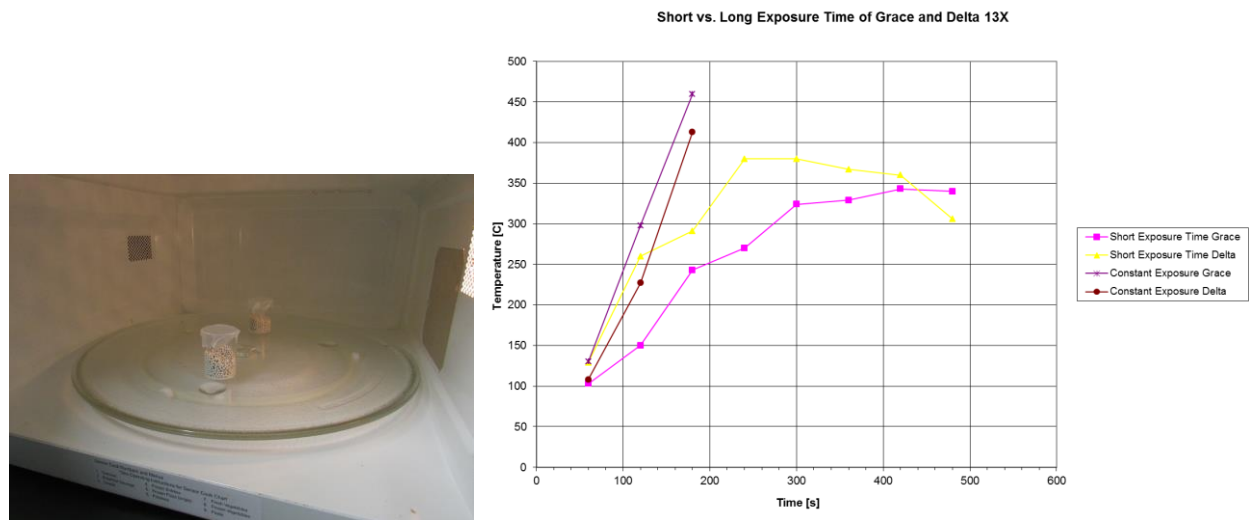 Short vs. Long Exposure Time of Grace and Delta 13X
500
450
400
350
300
250
200
150
100
50
0
0
100
200
300
400
500
600
Temperature [C]
Time [s]
Short Exposure Time Grace
Short Exposure Time Delta
Constant Exposure Grace
Constant Exposure Delta